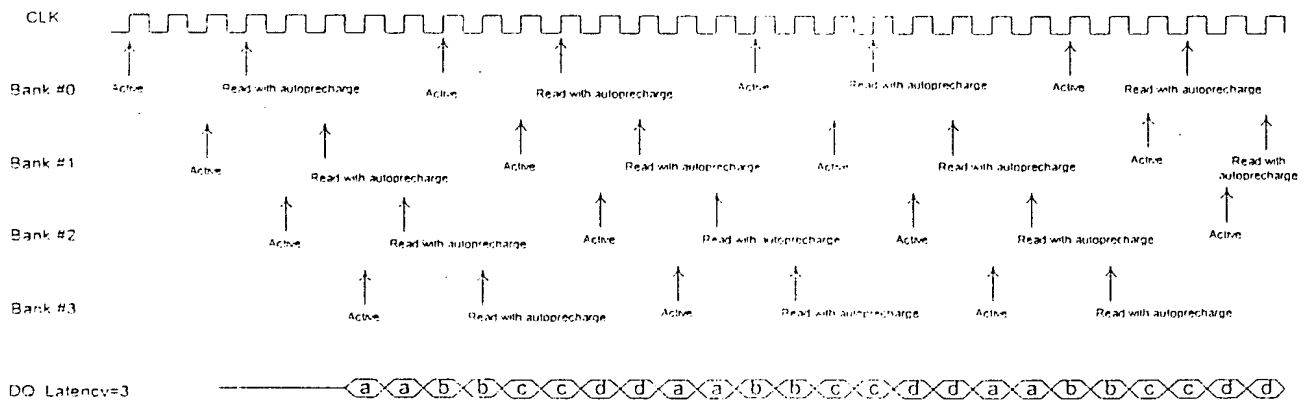 CLK
Bank #0 Active Read with autoprecharge Active Read with autoprecharge Active Read with autoprecharge Active Read with autoprecharge
Bank #1 Active Read with autoprecharge Active Read with autoprecharge Active Read with autoprecharge Active Read with
autoprecharge
Bank #2 Active Read with autoprecharge Active Read with autoprecharge Active Read with autoprecharge Active
Bank #3 Active Read with autoprecharge Active Read with autoprecharge Active Read with autoprecharge
DQ Latency=3 a a b b c c d d a a b b c c d d a a b b c c d d